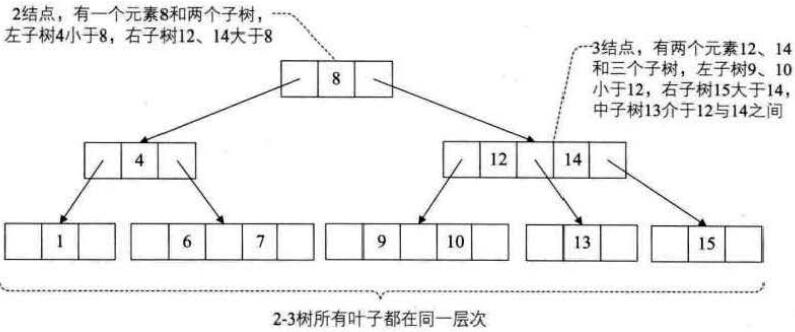 2结点，有一个元素8和两个子树，
左子树4小于8，右子树12、14大于8
3结点，有两个元素12、14
和三个子树，左子树9、10
小于12，右子树15大于14，
中子树13介于12与14之间
8
4
12 14
1
6 7
9 10
13
15
2-3树所有叶子都在同一层次